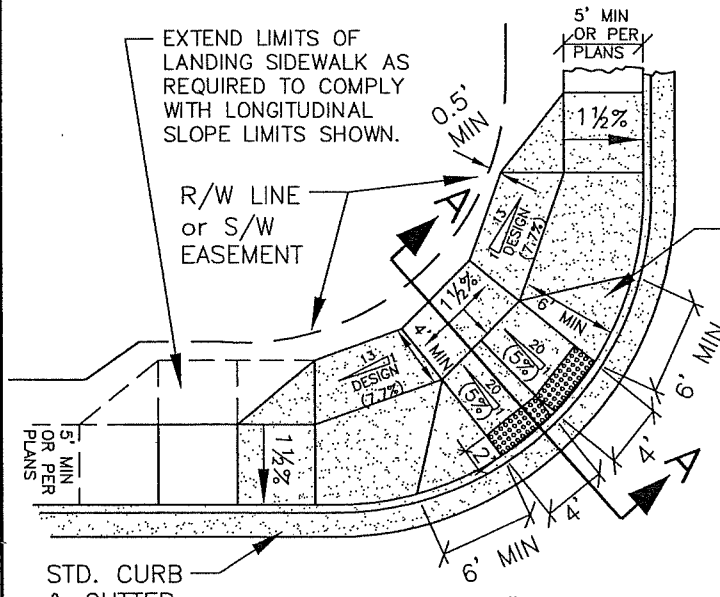 EXTEND LIMITS OF
LANDING SIDEWALK AS
REQUIRED TO COMPLY
WITH LONGITUDINAL
SLOPE LIMITS SHOWN.
5' MIN
OR PER
PLANS
1½%
0.5'
MIN
R/W LINE
or S/W
EASEMENT
A
13
1
DESIGN
(7.7%)
1½%
6' MIN
4' MIN
20
1
(5%)
20
1
(5%)
13
1
DESIGN
(7.7%)
5' MIN
OR PER
PLANS
1½%
2'
6' MIN
4'
4'
6' MIN
A
STD. CURB
& GUTTER